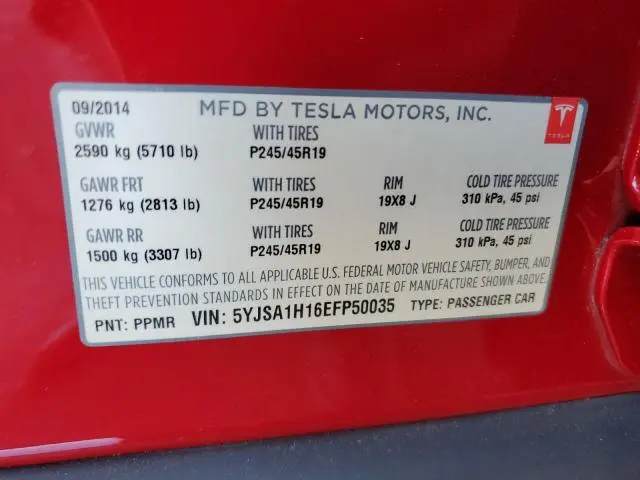 09/2014 MFD BY TESLA MOTORS, INC.
GVWR WITH TIRES
2590 kg (5710 lb) P245/45R19
TESLA
GAWR FRT WITH TIRES RIM COLD TIRE PRESSURE
1276 kg (2813 lb) P245/45R19 19X8 J 310 kPa, 45 psi
GAWR RR WITH TIRES RIM COLD TIRE PRESSURE
1500 kg (3307 lb) P245/45R19 19X8 J 310 kPa, 45 psi
THIS VEHICLE CONFORMS TO ALL APPLICABLE U.S. FEDERAL MOTOR VEHICLE SAFETY, BUMPER, AND
THEFT PREVENTION STANDARDS IN EFFECT ON THE DATE OF MANUFACTURE SHOWN ABOVE.
PNT: PPMR VIN: 5YJSA1H16EFP50035 TYPE: PASSENGER CAR